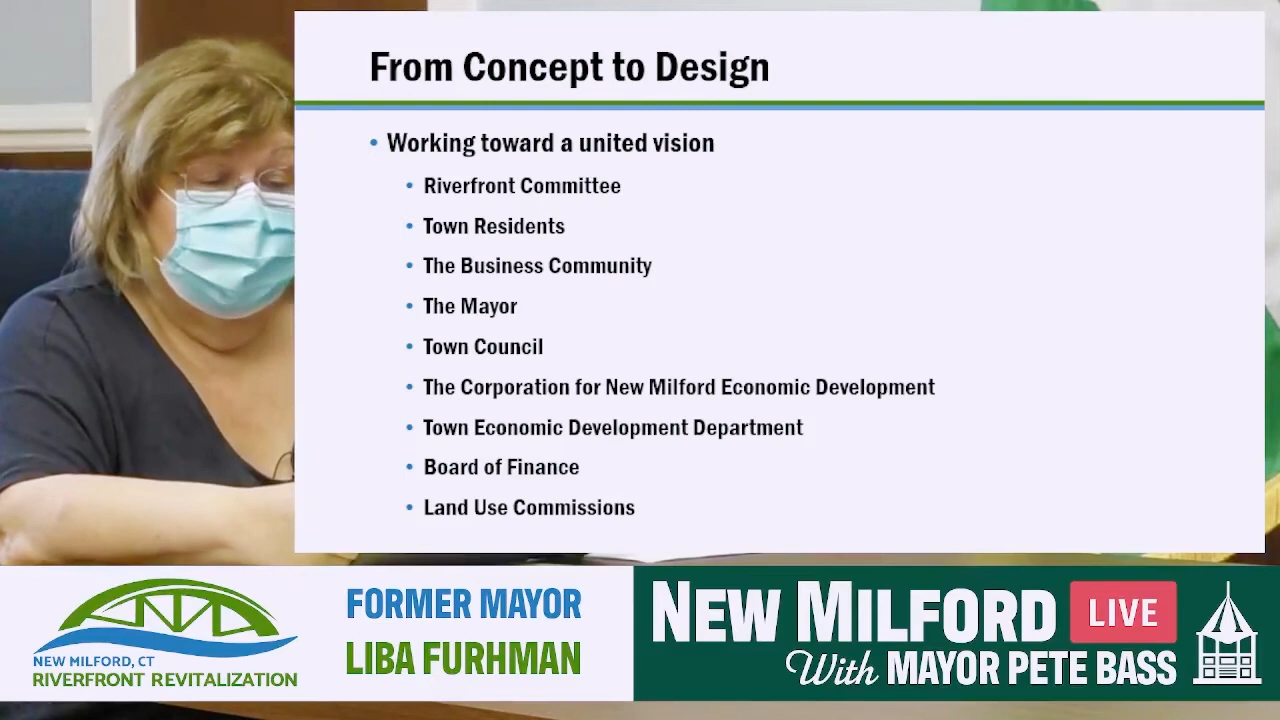 From Concept to Design
• Working toward a united vision
• Riverfront Committee
• Town Residents
• The Business Community
• The Mayor
• Town Council
• The Corporation for New Milford Economic Development
• Town Economic Development Department
• Board of Finance
• Land Use Commissions
NEW MILFORD, CT
RIVERFRONT REVITALIZATION
FORMER MAYOR
LIBA FURHMAN
NEW MILFORD LIVE
With MAYOR PETE BASS